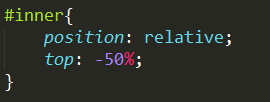 #inner{
    position: relative;
    top: -50%;
}